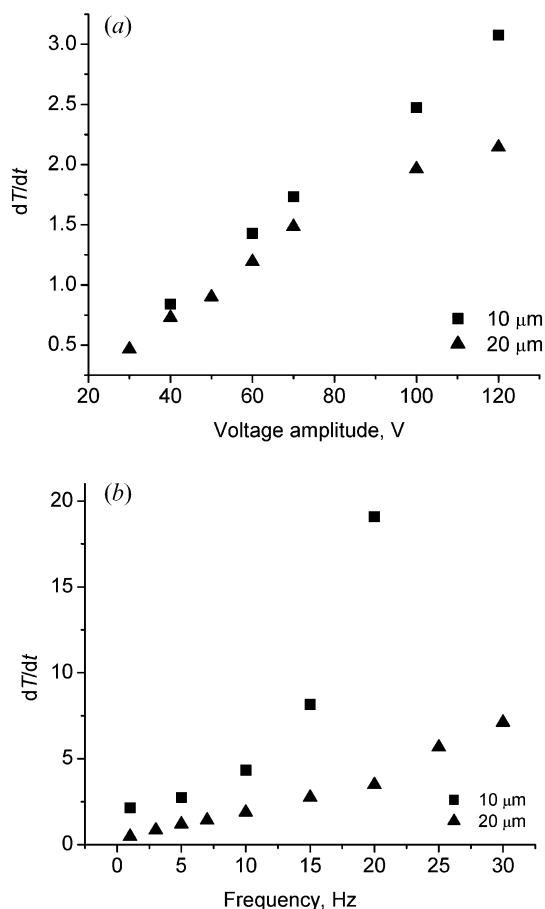 (a)
3.0
2.5
2.0
1.5
1.0
0.5
dT/dt
10 μm
20 μm
20 40 60 80 100 120
Voltage amplitude, V
(b)
20
15
10
5
0
dT/dt
10 μm
20 μm
0 5 10 15 20 25 30
Frequency, Hz